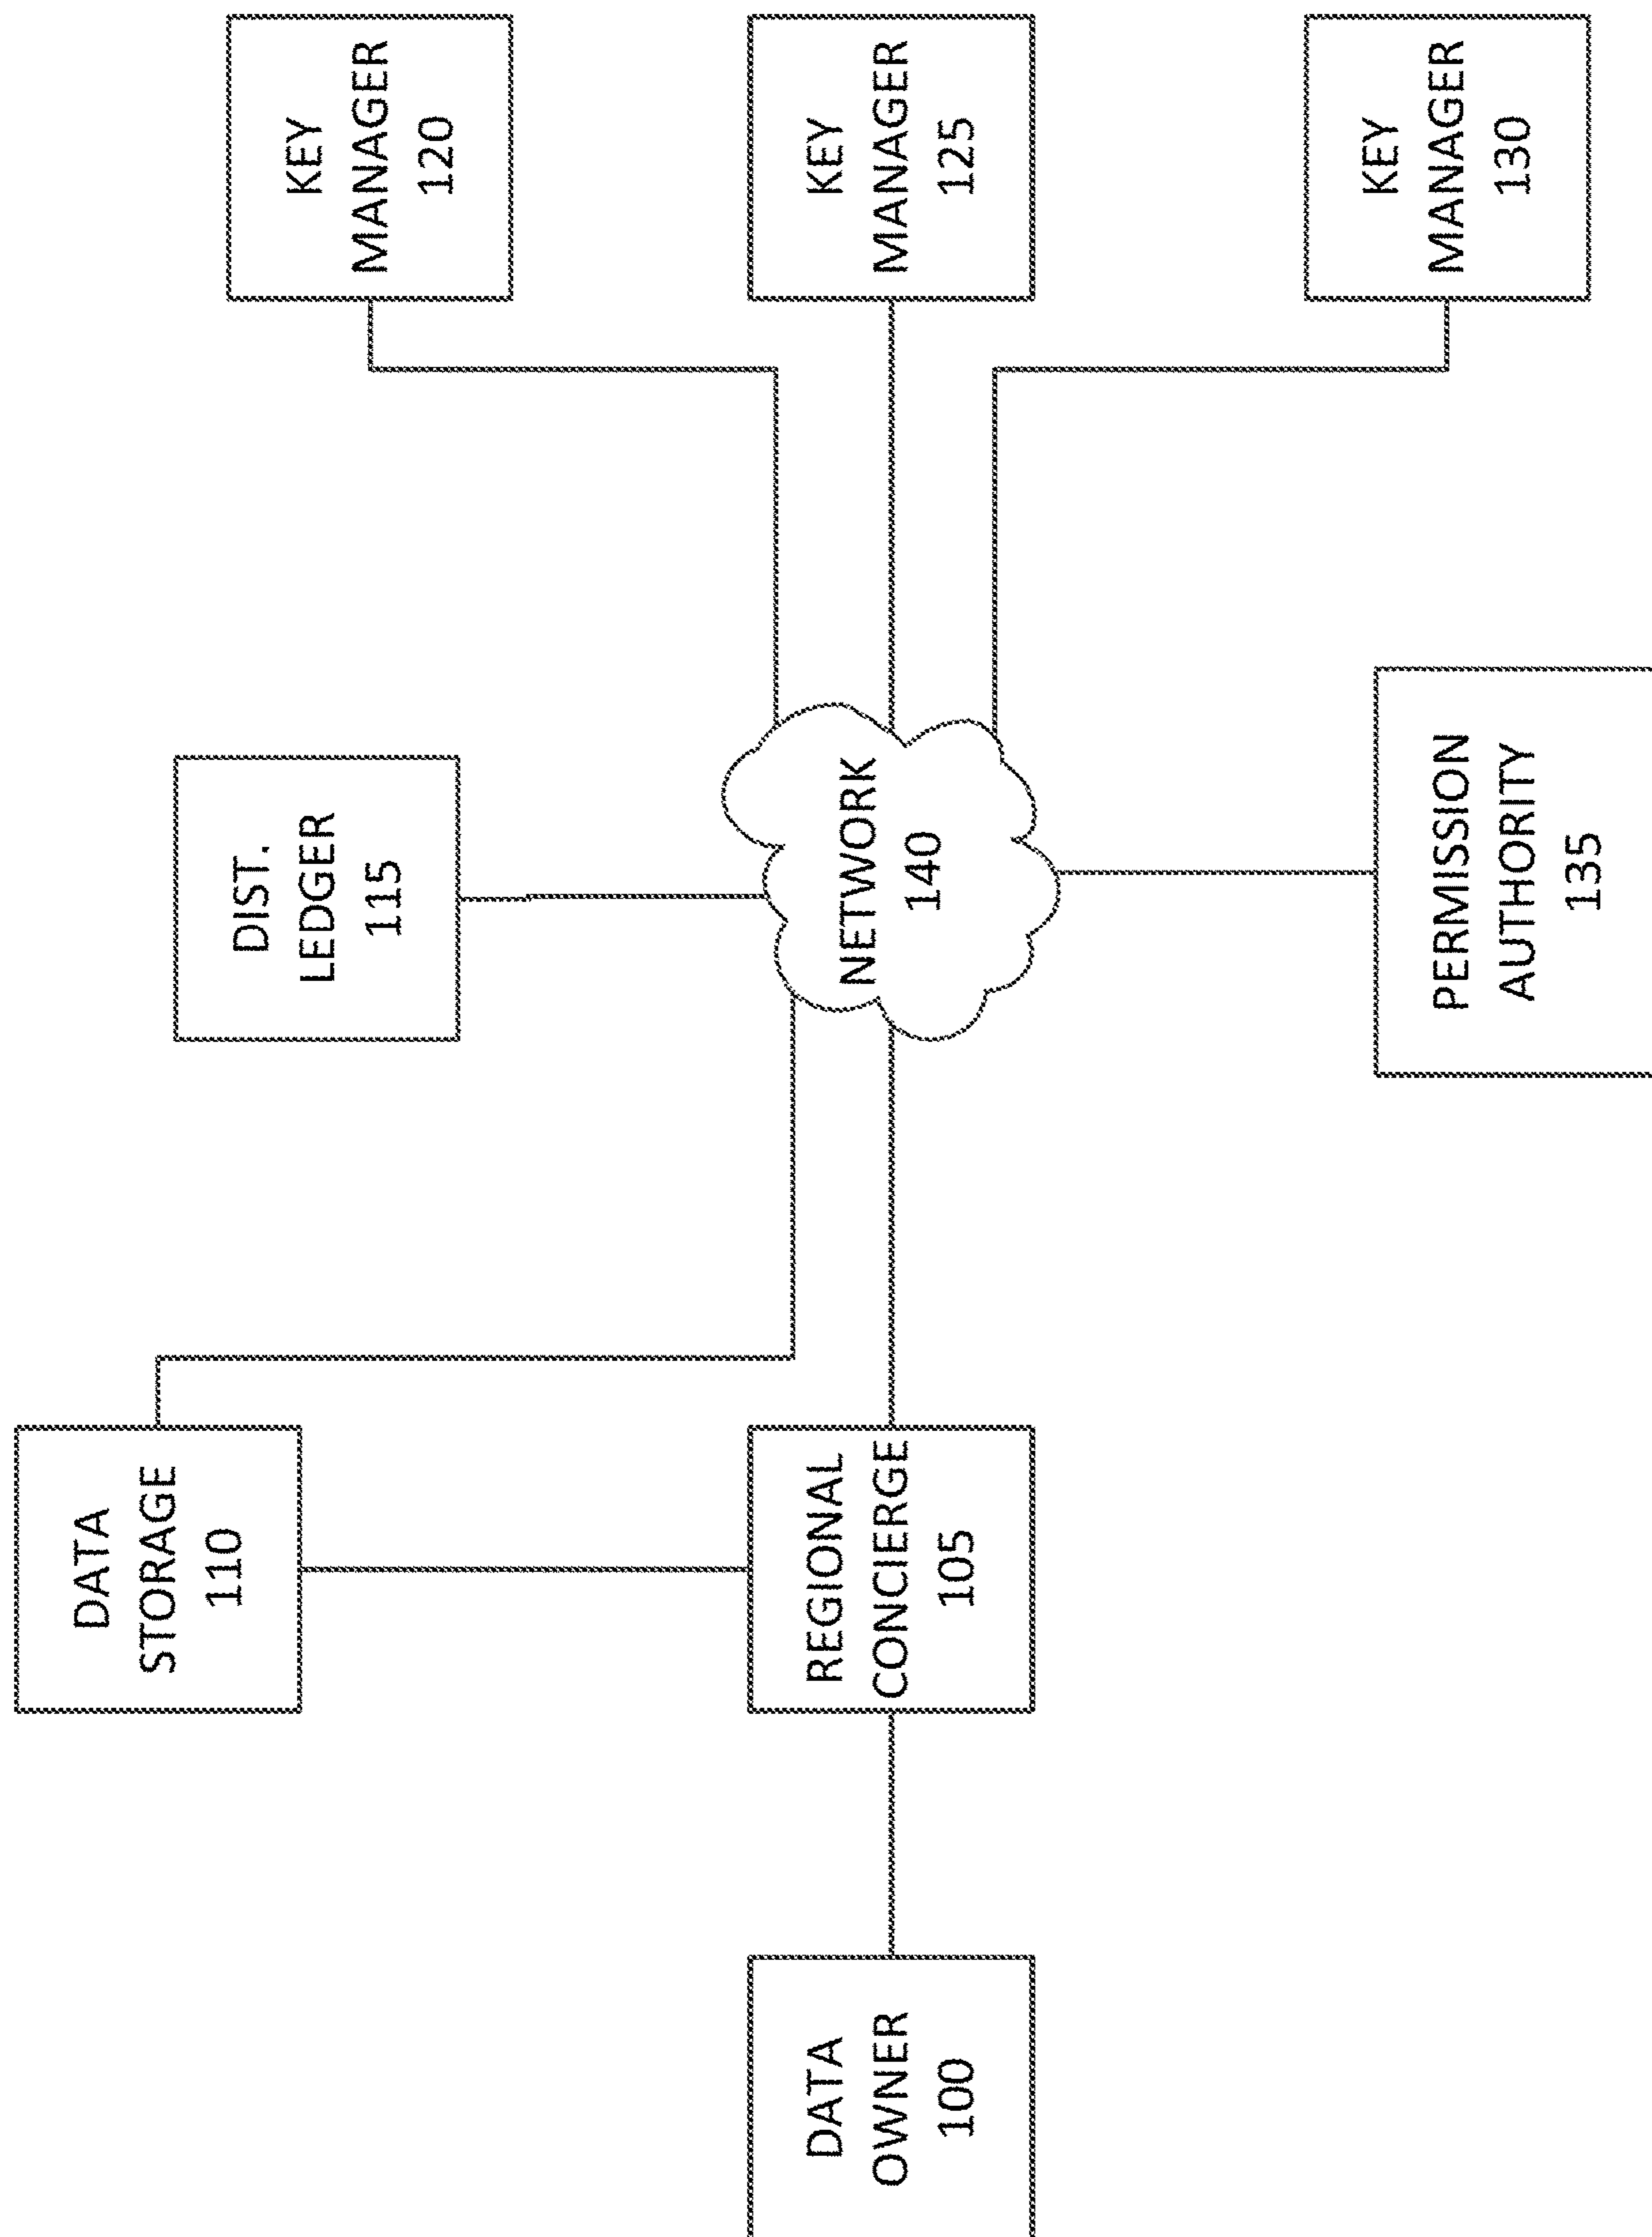 DATA
OWNER
100
DATA
STORAGE
110
REGIONAL
CONCIERGE
105
DIST.
LEDGER
115
NETWORK
140
PERMISSION
AUTHORITY
135
KEY
MANAGER
120
KEY
MANAGER
125
KEY
MANAGER
130